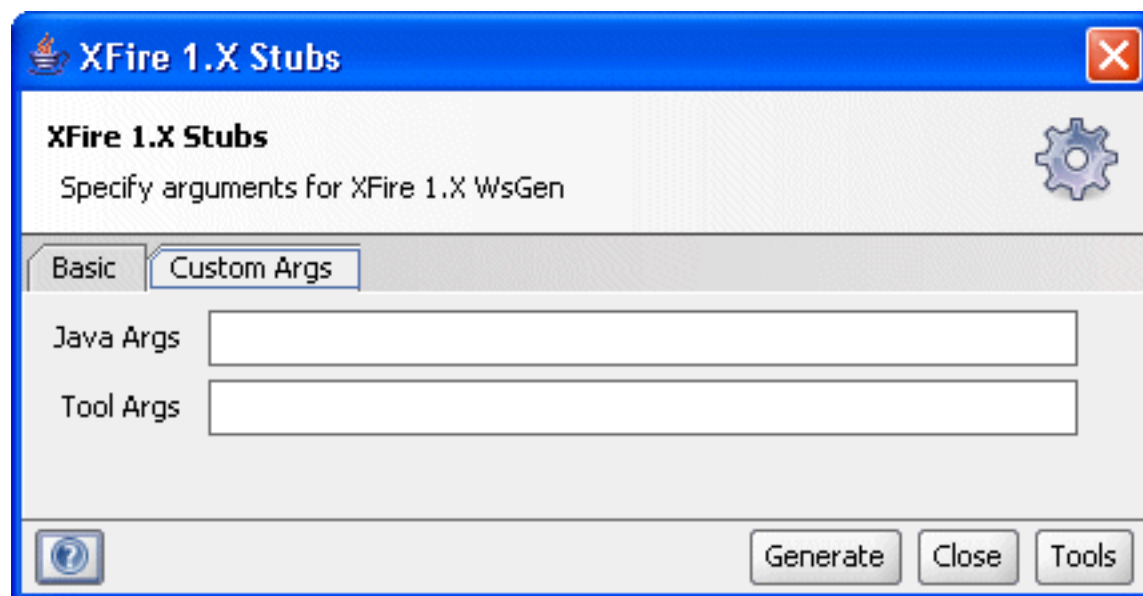 XFire 1.X Stubs
XFire 1.X Stubs
Specify arguments for XFire 1.X WsGen
Basic Custom Args
Java Args
Tool Args
? Generate Close Tools